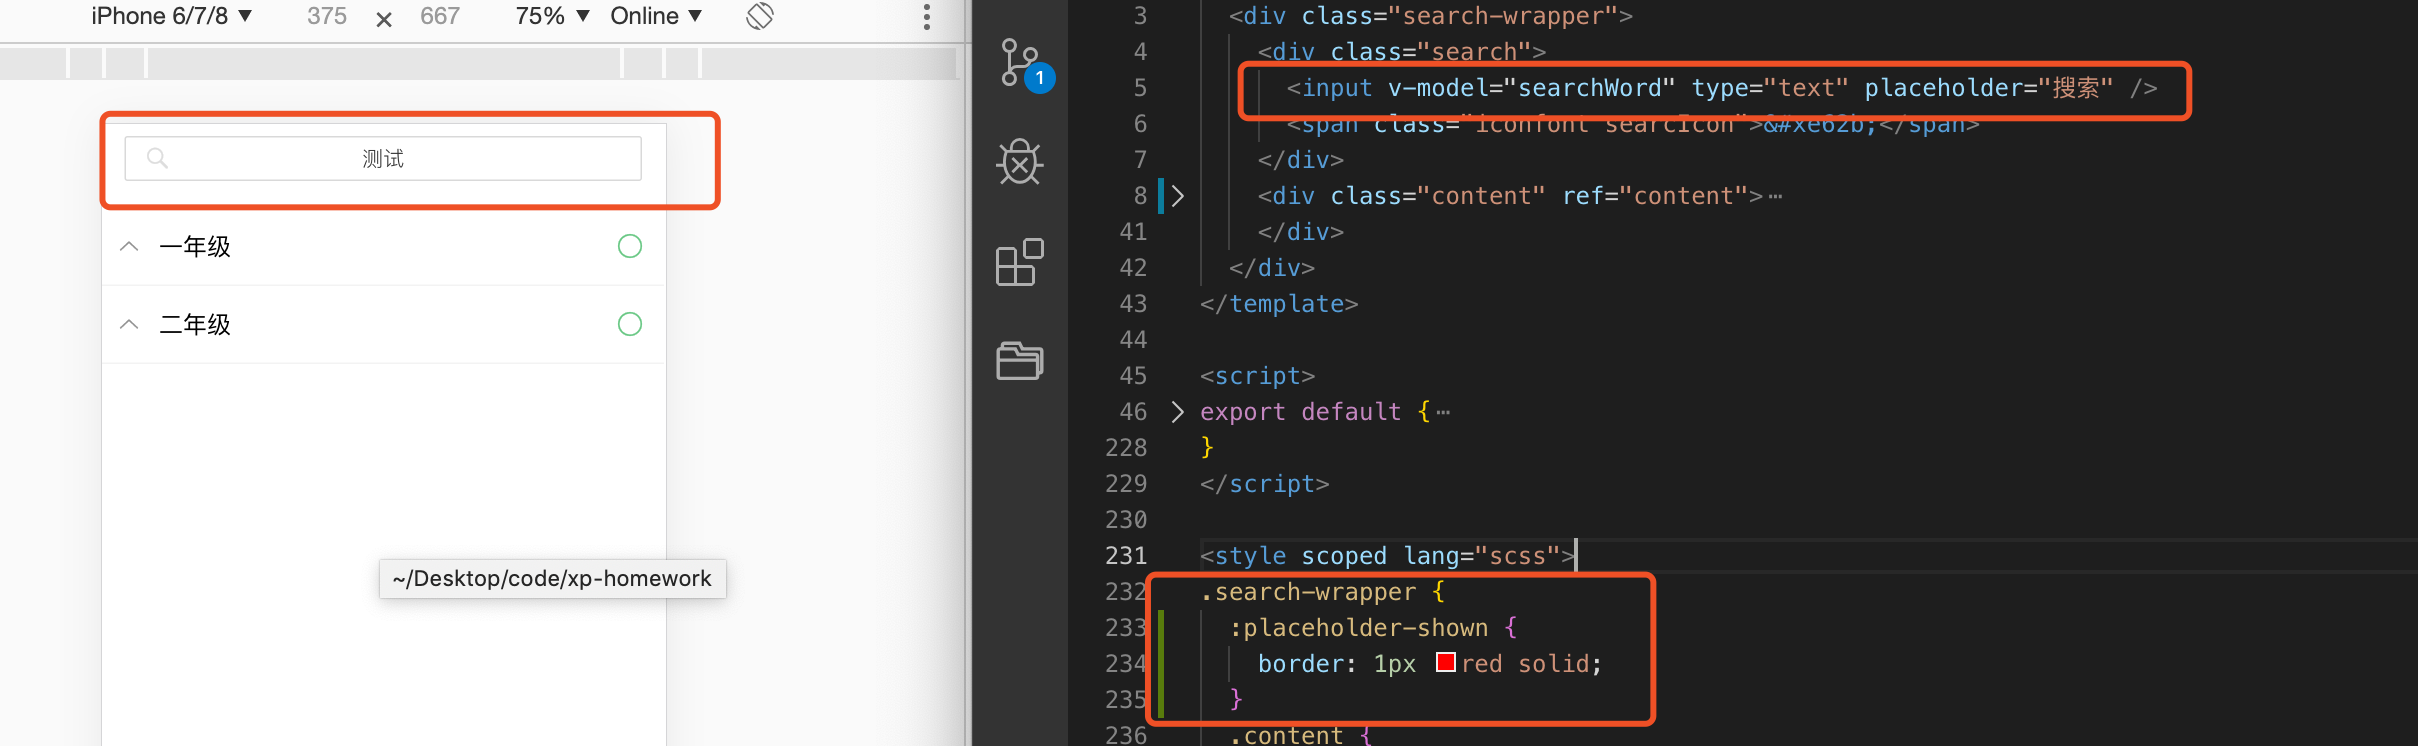 iPhone 6/7/8 ▼ 375 × 667 75% ▼ Online ▼
测试
一年级
二年级
~/Desktop/code/xp-homework
1
3 <div class="search-wrapper">
4 <div class="search">
5 <input v-model="searchWord" type="text" placeholder="搜索" />
6 <span class="iconfont searcIcon">&#xe62b;</span>
7 </div>
8 <div class="content" ref="content">⋯
41 </div>
42 </div>
43 </template>
44
45 <script>
46 export default {⋯
228 }
229 </script>
230
231 <style scoped lang="scss">
232 .search-wrapper {
233 :placeholder-shown {
234 border: 1px red solid;
235 }
236 .content {